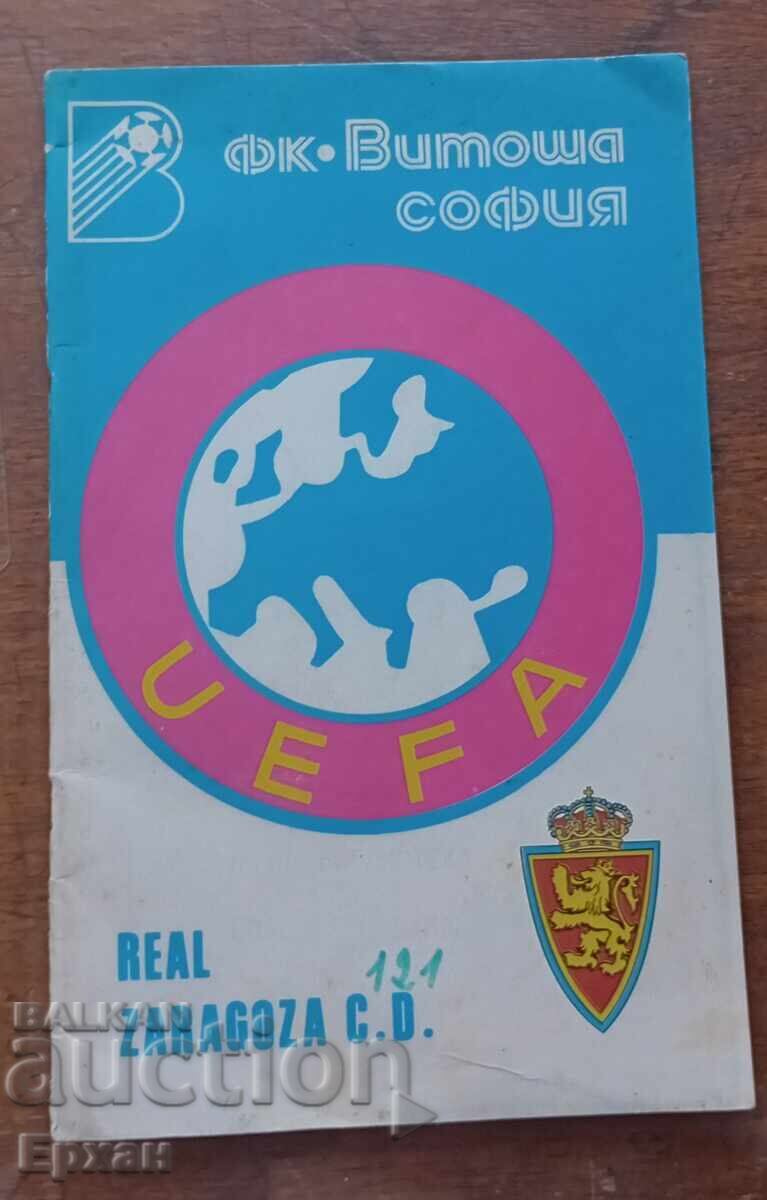 В
ФК•Витоша
СОФИЯ
UEFA
REAL
121
ZARAGOZA C.D.
BALKAN
auction
Ерхан